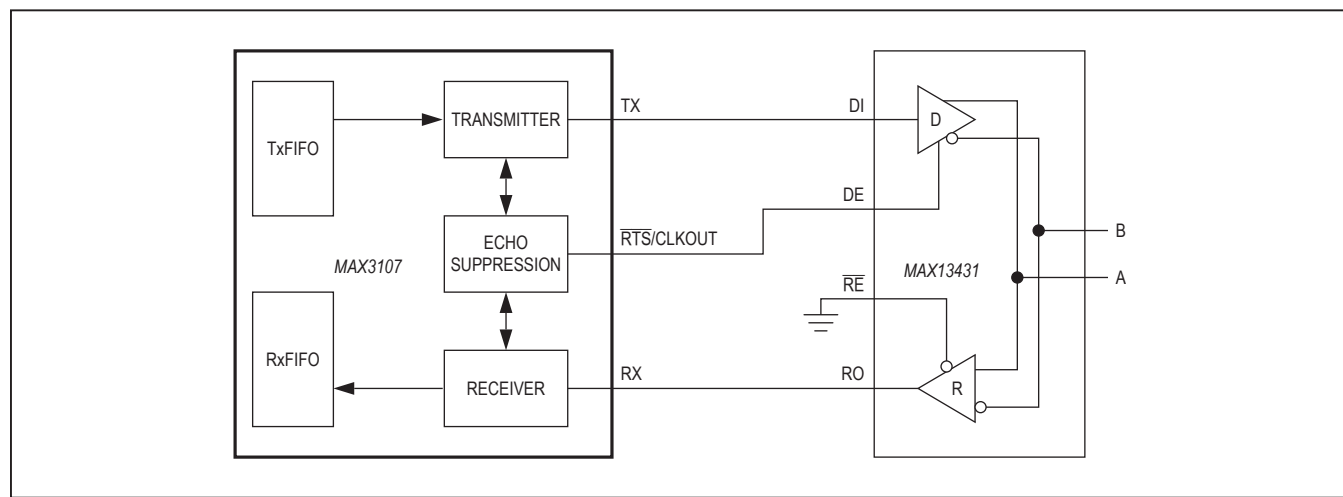 TxFIFO
TRANSMITTER
TX
DI
D
DE
ECHO
SUPPRESSION
RTS/CLKOUT
B
MAX3107
MAX13431
A
RE
RxFIFO
RECEIVER
RX
RO
R